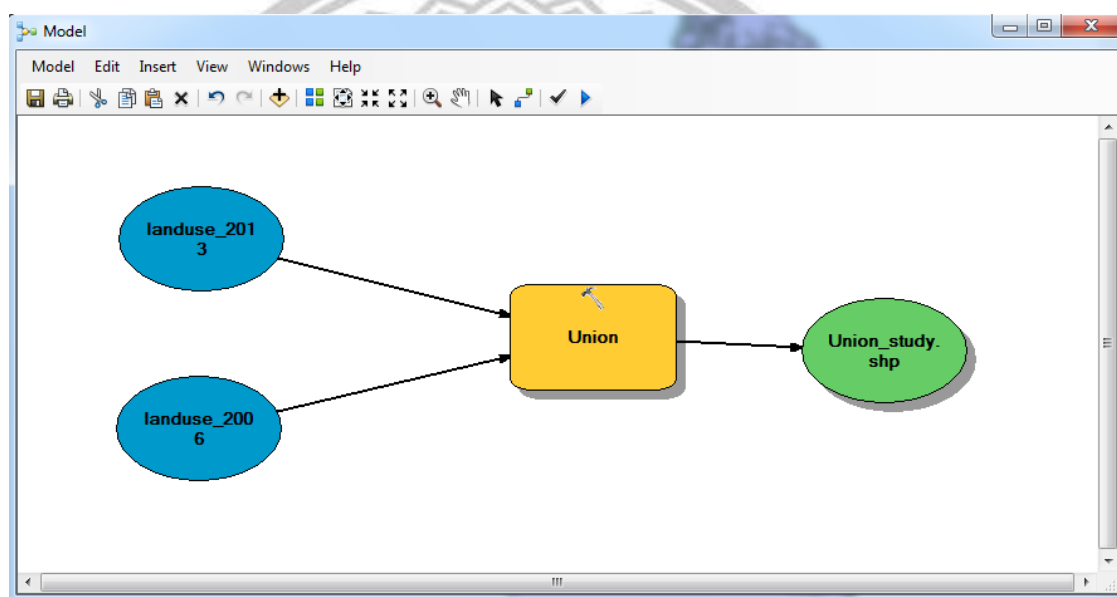 Model
Model Edit Insert View Windows Help
landuse_201
3
Union
Union_study.
shp
landuse_200
6